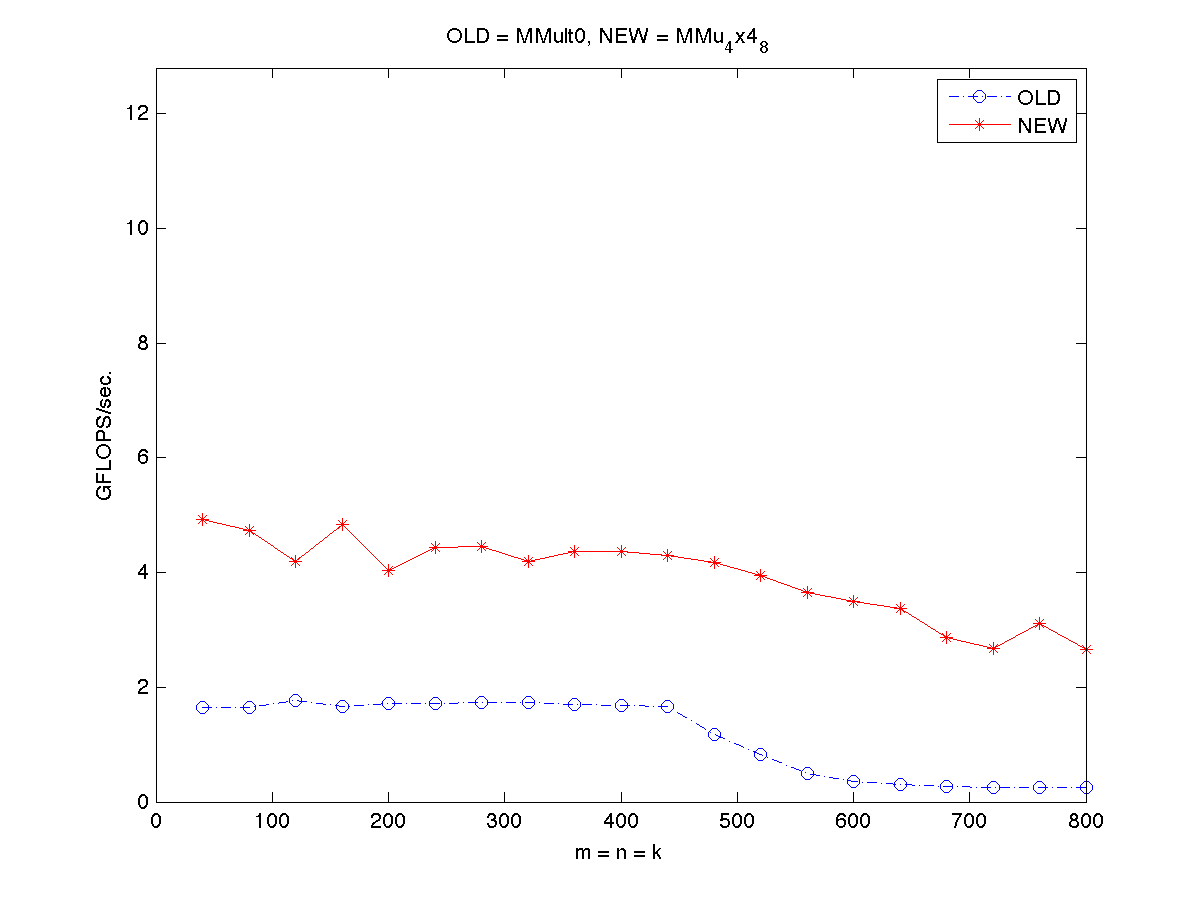 OLD = MMult0, NEW = MMu₄x4₈
OLD
NEW
12
10
8
6
4
2
0
GFLOPS/sec.
0 100 200 300 400 500 600 700 800
m = n = k